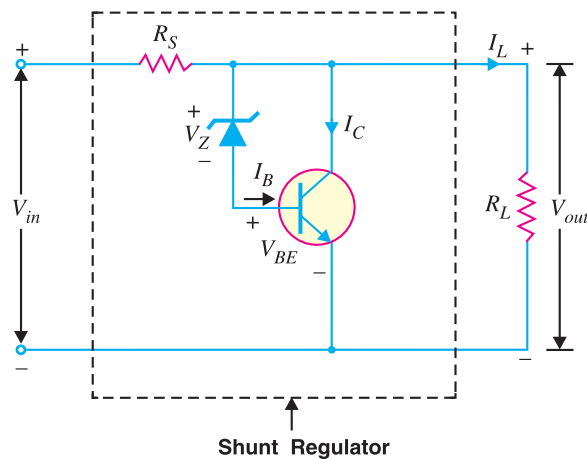 R_S
I_L
+
+
+
V_Z
−
I_C
I_B
+
V_BE
−
V_in
R_L
V_out
−
−
Shunt Regulator